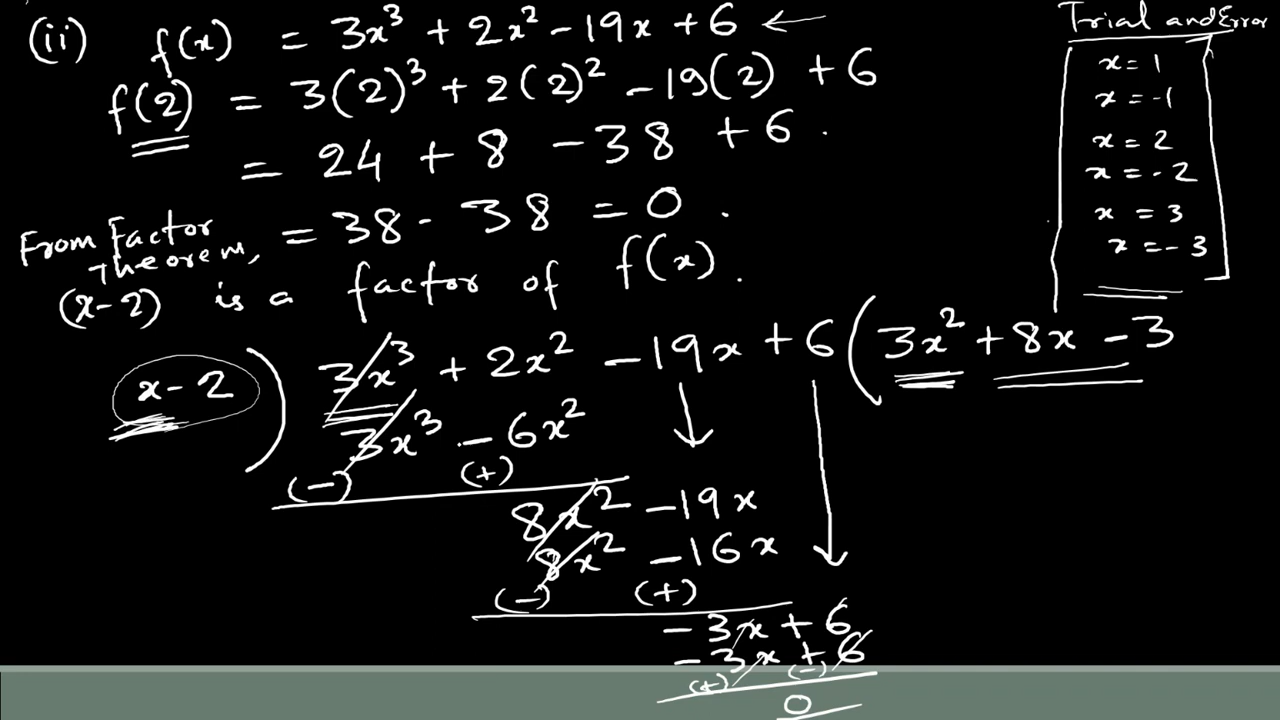 (ii) f(x) = 3x³ + 2x² - 19x + 6 ←
f(2) = 3(2)³ + 2(2)² - 19(2) + 6
= 24 + 8 - 38 + 6.
= 38 - 38 = 0.
From Factor
Theorem,
(x-2) is a factor of f(x).
x-2 ) 3x³ + 2x² - 19x + 6 ( 3x² + 8x - 3
3x³ - 6x²
(-) (+)
8x² - 19x
8x² - 16x
(-) (+)
- 3x + 6
- 3x + 6
(+) (-)
0
Trial and Error
x = 1
x = -1
x = 2
x = -2
x = 3
x = -3